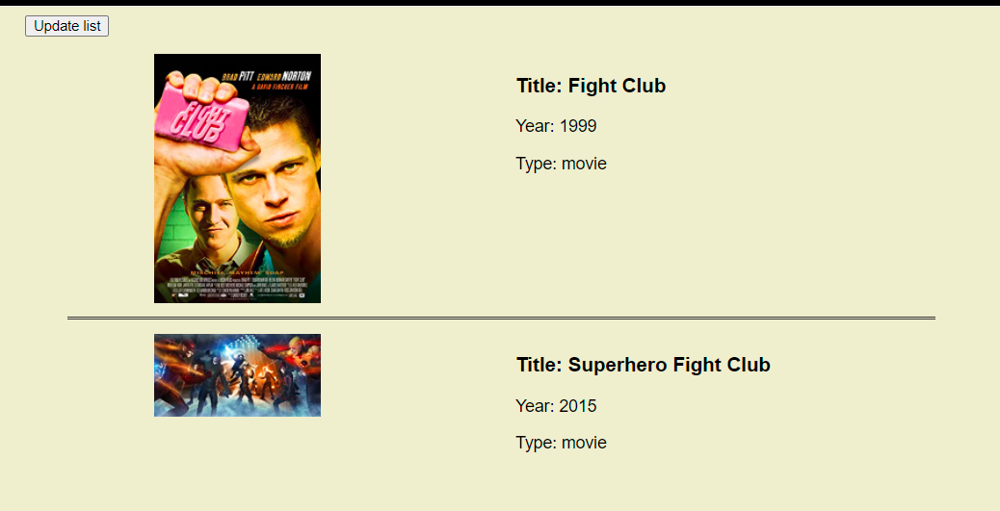 Update list
BRAD PITT EDWARD NORTON
A DAVID FINCHER FILM
FIGHT
CLUB
MISCHIEF. MAYHEM. SOAP.
Title: Fight Club
Year: 1999
Type: movie
Title: Superhero Fight Club
Year: 2015
Type: movie